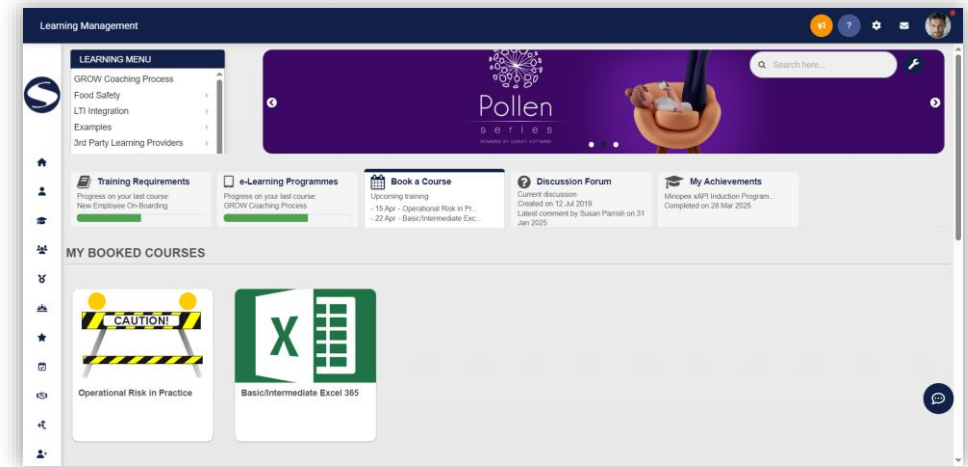 Learning Management
?
LEARNING MENU
GROW Coaching Process
Food Safety
LTI Integration
Examples
3rd Party Learning Providers
Pollen
series
POWERED BY SIGNIFY SOFTWARE
Search here...
Training Requirements
Progress on your last course:
New Employee On-Boarding
e-Learning Programmes
Progress on your last course:
GROW Coaching Process
Book a Course
Upcoming training
- 15 Apr - Operational Risk in Pr...
- 22 Apr - Basic/Intermediate Exc...
Discussion Forum
Current discussion
Created on 12 Jul 2019
Latest comment by Susan Parrish on 31
Jan 2025
My Achievements
Minopex xAPI Induction Program...
Completed on 28 Mar 2025
MY BOOKED COURSES
CAUTION!
Operational Risk in Practice
X
Basic/Intermediate Excel 365